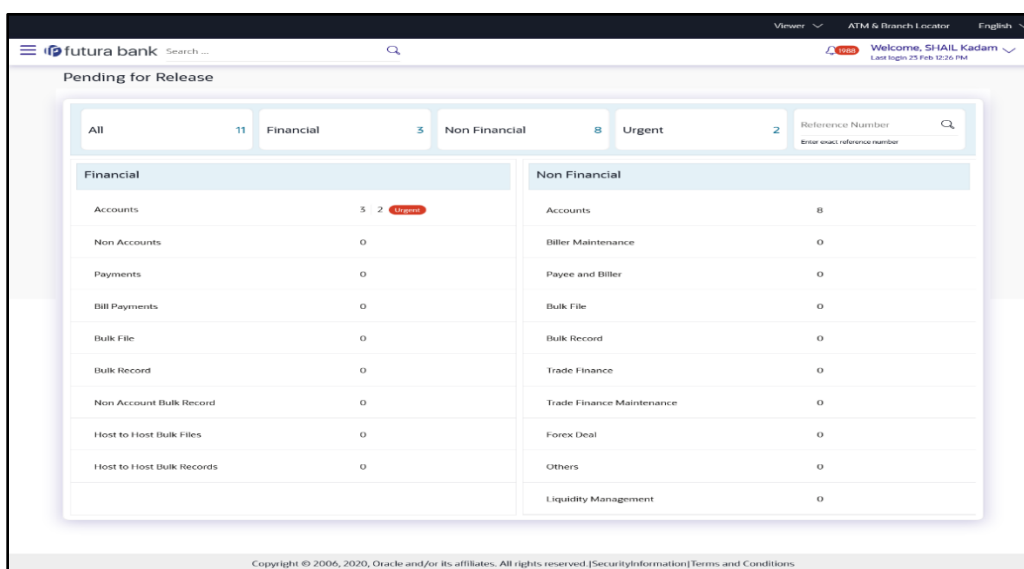 Viewer ATM & Branch Locator English
futura bank Search ... 1988 Welcome, SHAIL Kadam
Last login 23 Feb 12:26 PM
Pending for Release
All 11 Financial 3 Non Financial 8 Urgent 2 Reference Number
Enter exact reference number
Financial Non Financial
Accounts 3 2 Urgent Accounts 8
Non Accounts 0 Biller Maintenance 0
Payments 0 Payee and Biller 0
Bill Payments 0 Bulk File 0
Bulk File 0 Bulk Record 0
Bulk Record 0 Trade Finance 0
Non Account Bulk Record 0 Trade Finance Maintenance 0
Host to Host Bulk Files 0 Forex Deal 0
Host to Host Bulk Records 0 Others 0
Liquidity Management 0
Copyright © 2006, 2020, Oracle and/or its affiliates. All rights reserved.|SecurityInformation|Terms and Conditions